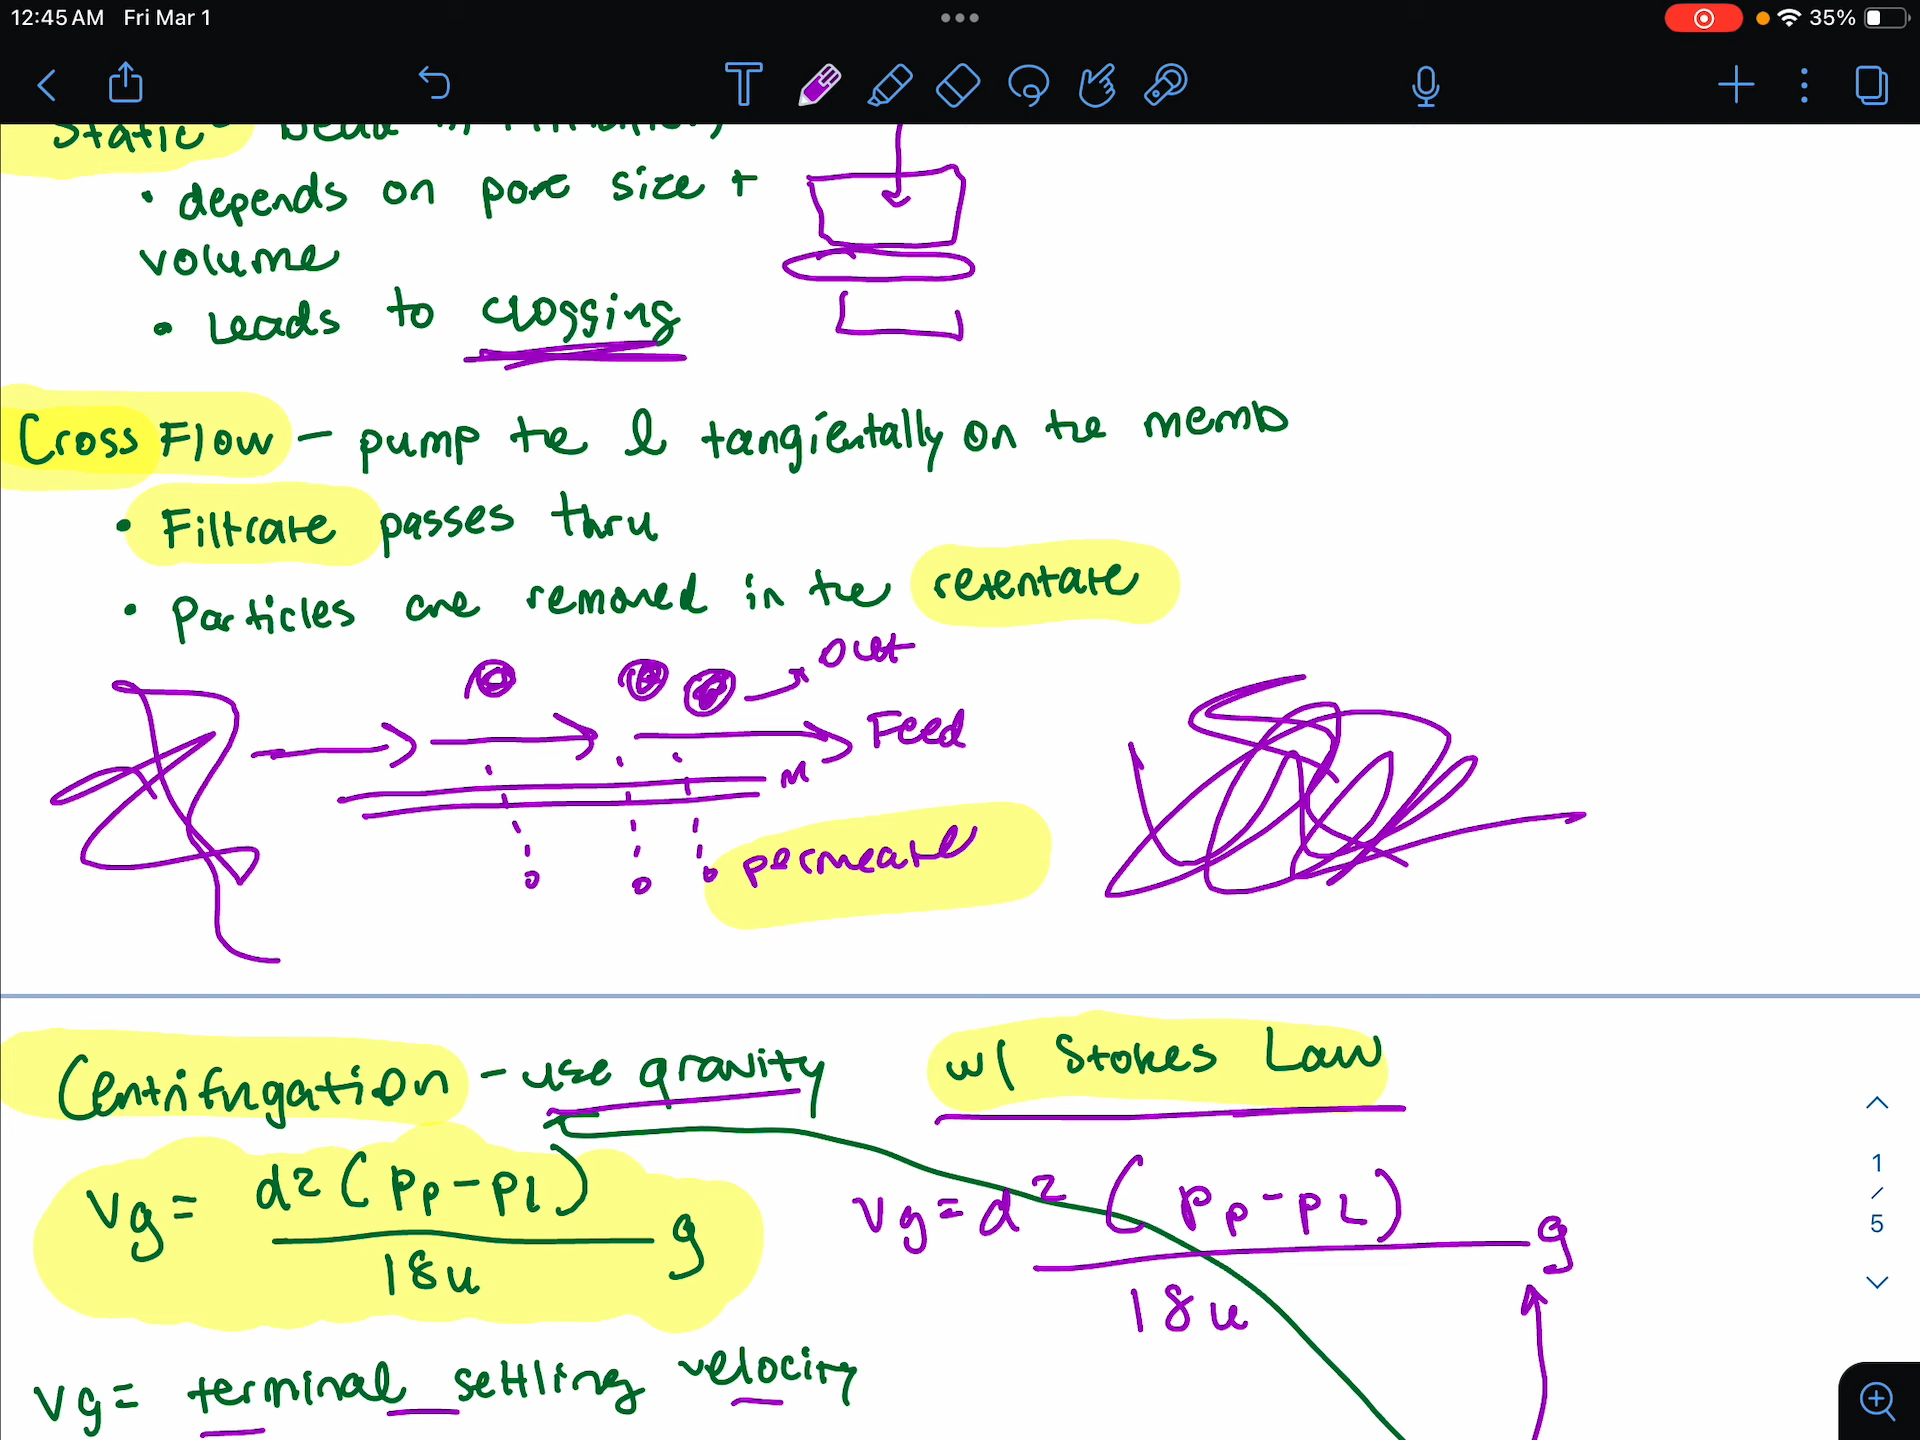 12:45 AM Fri Mar 1
35%
Static
• depends on pore size +
volume
• Leads to clogging
Cross Flow – pump the l tangientally on the memb
• Filtrate passes thru
• Particles are removed in the retentate
out
Feed
M
permeate
Centrifugation - use gravity w/ Stokes Law
Vg = d2 (Pp - Pl) g
18u
Vg = d² (Pp - PL) g
18u
Vg = terminal settling velocity
1
/
5